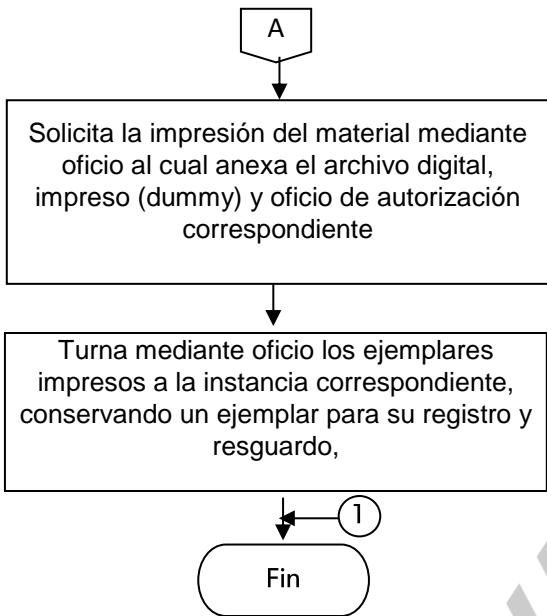 A
Solicita la impresión del material mediante
oficio al cual anexa el archivo digital,
impreso (dummy) y oficio de autorización
correspondiente
Turna mediante oficio los ejemplares
impresos a la instancia correspondiente,
conservando un ejemplar para su registro y
resguardo,
1
Fin